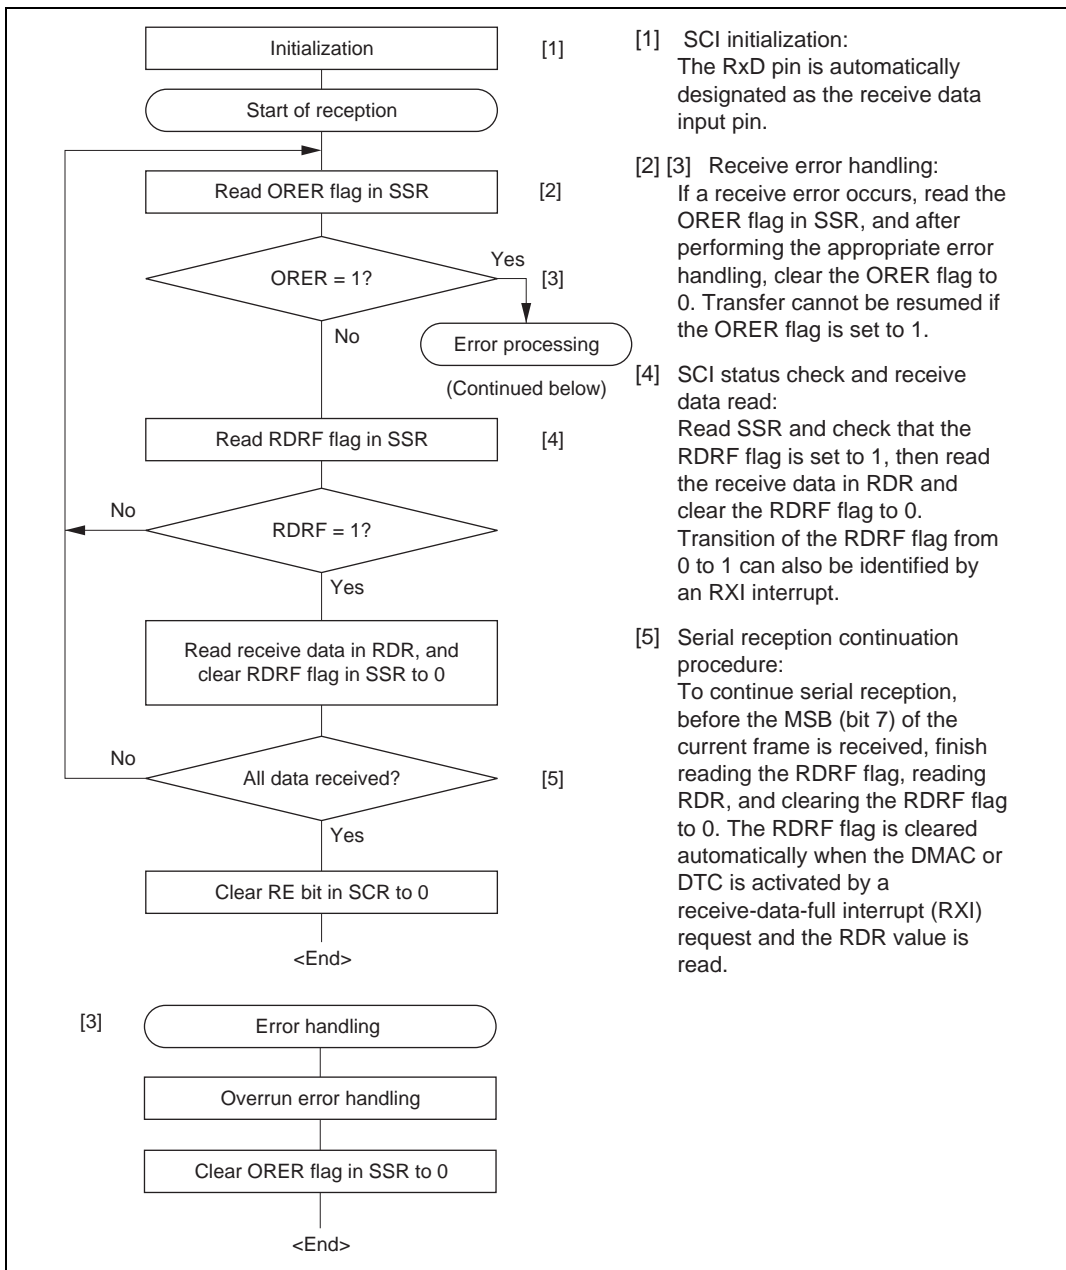 Initialization
[1]
Start of reception
Read ORER flag in SSR
[2]
ORER = 1?
Yes
[3]
No
Error processing
(Continued below)
Read RDRF flag in SSR
[4]
No
RDRF = 1?
Yes
Read receive data in RDR, and
clear RDRF flag in SSR to 0
No
All data received?
[5]
Yes
Clear RE bit in SCR to 0
<End>
[3]
Error handling
Overrun error handling
Clear ORER flag in SSR to 0
<End>
[1] SCI initialization:
The RxD pin is automatically
designated as the receive data
input pin.
[2] [3] Receive error handling:
If a receive error occurs, read the
ORER flag in SSR, and after
performing the appropriate error
handling, clear the ORER flag to
0. Transfer cannot be resumed if
the ORER flag is set to 1.
[4] SCI status check and receive
data read:
Read SSR and check that the
RDRF flag is set to 1, then read
the receive data in RDR and
clear the RDRF flag to 0.
Transition of the RDRF flag from
0 to 1 can also be identified by
an RXI interrupt.
[5] Serial reception continuation
procedure:
To continue serial reception,
before the MSB (bit 7) of the
current frame is received, finish
reading the RDRF flag, reading
RDR, and clearing the RDRF flag
to 0. The RDRF flag is cleared
automatically when the DMAC or
DTC is activated by a
receive-data-full interrupt (RXI)
request and the RDR value is
read.